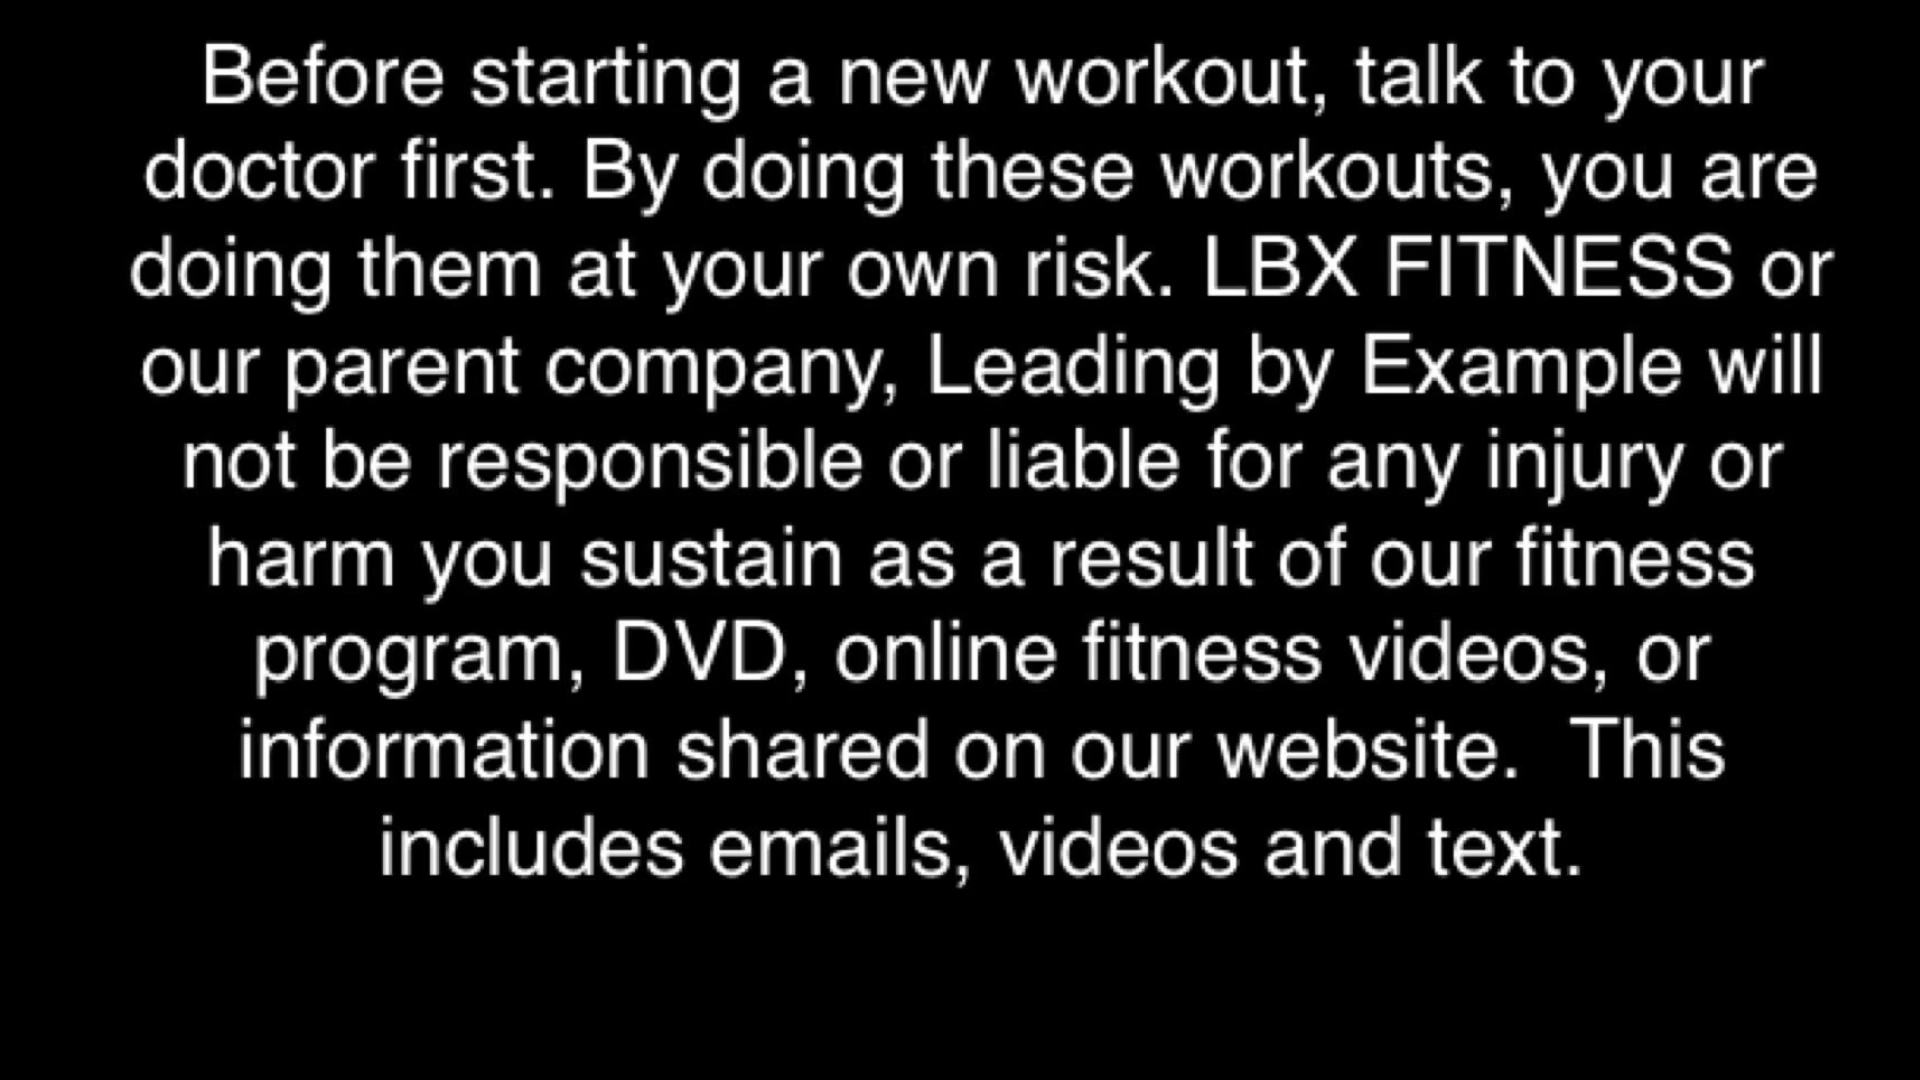 Before starting a new workout, talk to your
doctor first. By doing these workouts, you are
doing them at your own risk. LBX FITNESS or
our parent company, Leading by Example will
not be responsible or liable for any injury or
harm you sustain as a result of our fitness
program, DVD, online fitness videos, or
information shared on our website.  This
includes emails, videos and text.